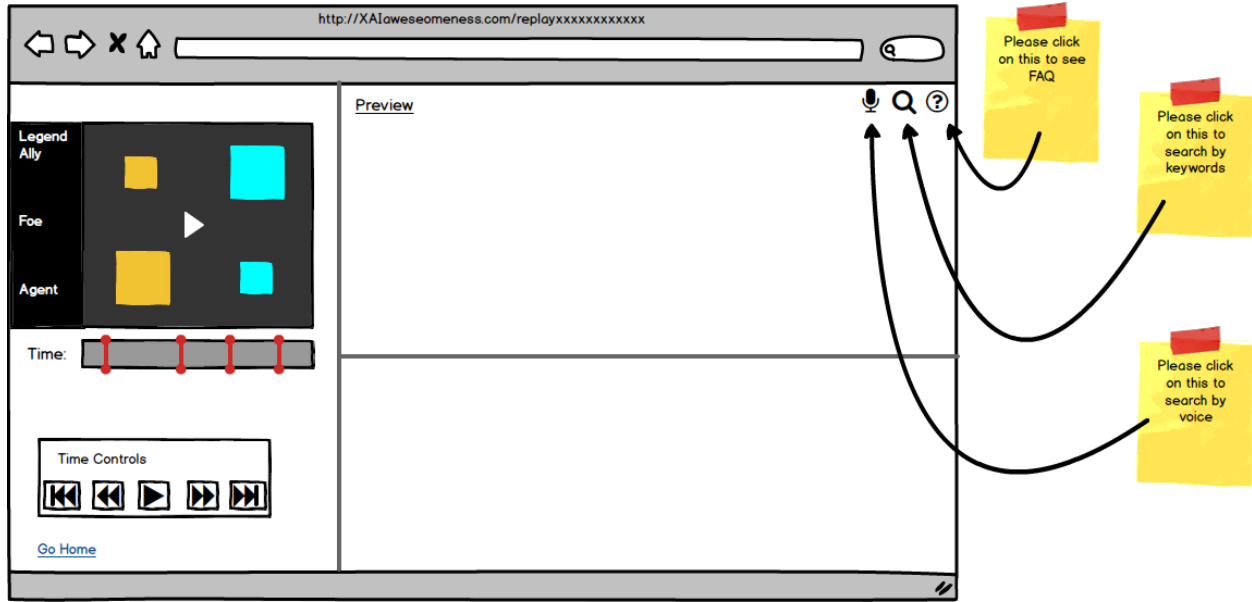 http://XAIaweseomeness.com/replayxxxxxxxxxxxx
Preview
?
Legend
Ally
Foe
Agent
Time:
Time Controls
Go Home
Please click
on this to see
FAQ
Please click
on this to
search by
keywords
Please click
on this to
search by
voice